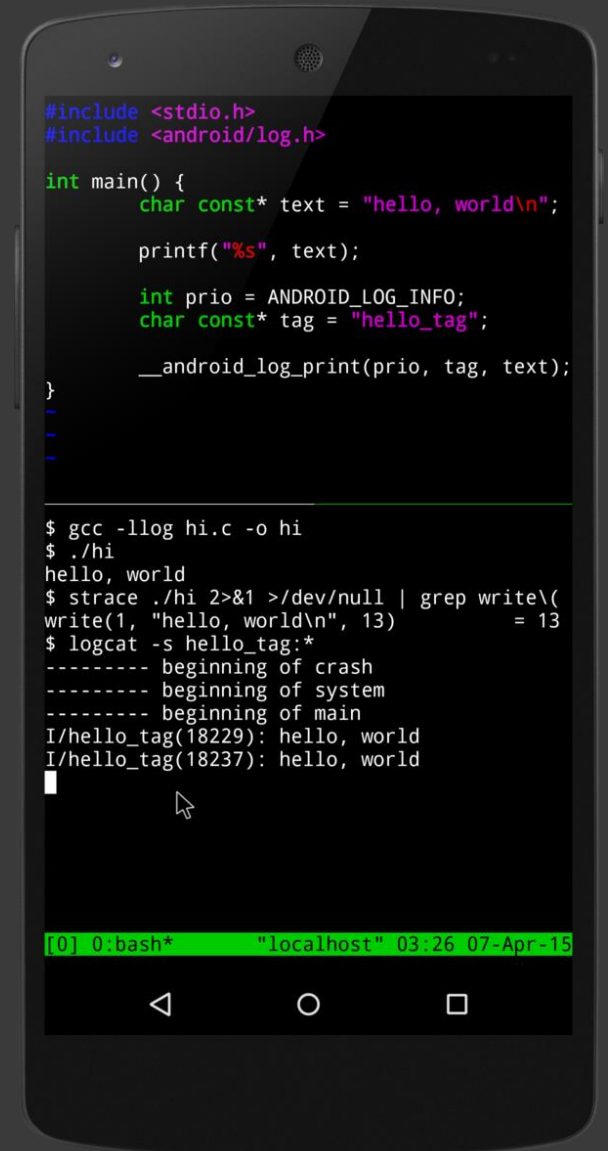 #include <stdio.h>
#include <android/log.h>
int main() {
        char const* text = "hello, world\n";
        printf("%s", text);
        int prio = ANDROID_LOG_INFO;
        char const* tag = "hello_tag";
        __android_log_print(prio, tag, text);
}
~
~
~
$ gcc -llog hi.c -o hi
$ ./hi
hello, world
$ strace ./hi 2>&1 >/dev/null | grep write\(
write(1, "hello, world\n", 13)          = 13
$ logcat -s hello_tag:*
--------- beginning of crash
--------- beginning of system
--------- beginning of main
I/hello_tag(18229): hello, world
I/hello_tag(18237): hello, world
[0] 0:bash*       "localhost" 03:26 07-Apr-15